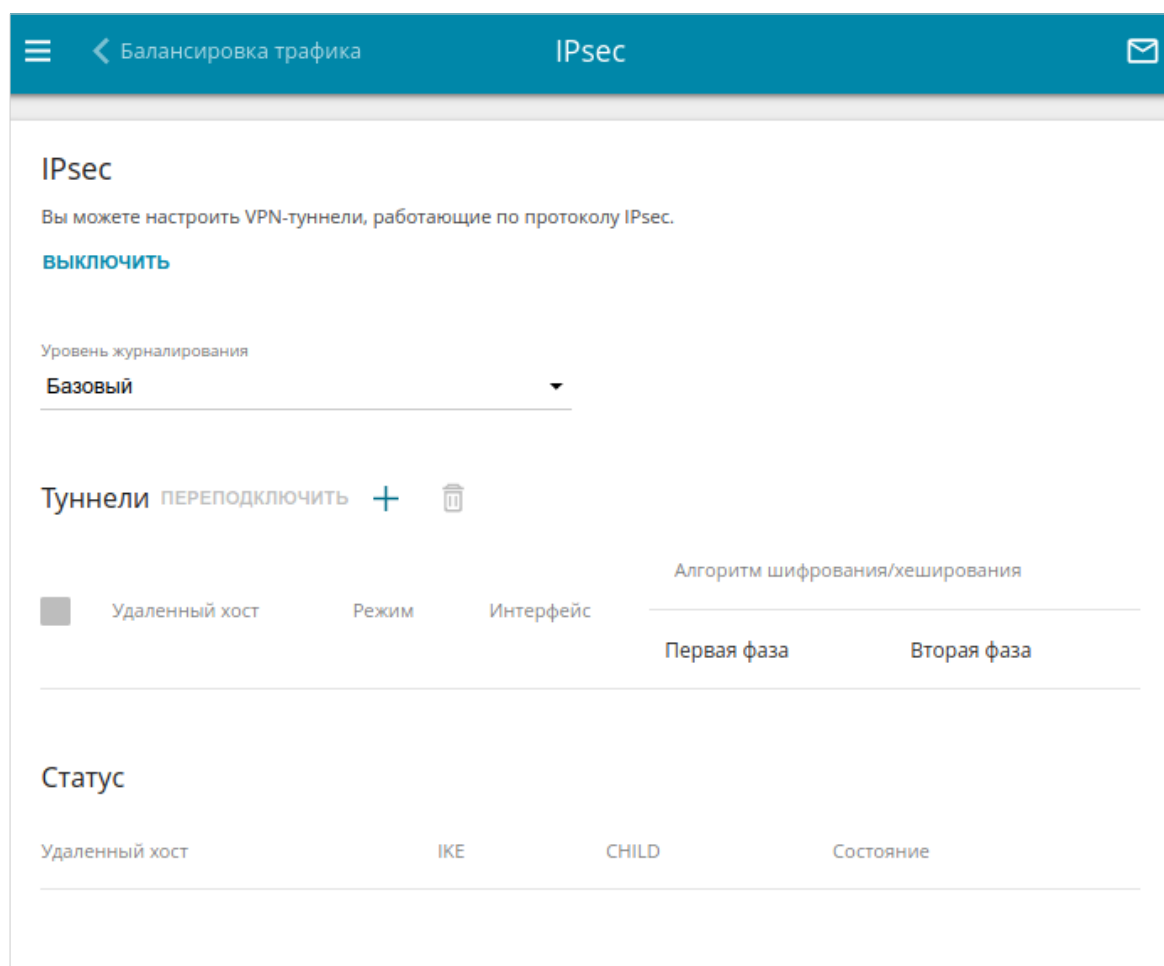 Балансировка трафика IPsec
IPsec
Вы можете настроить VPN-туннели, работающие по протоколу IPsec.
ВЫКЛЮЧИТЬ
Уровень журналирования
Базовый
Туннели ПЕРЕПОДКЛЮЧИТЬ
Алгоритм шифрования/хеширования
Удаленный хост Режим Интерфейс
Первая фаза Вторая фаза
Статус
Удаленный хост IKE CHILD Состояние